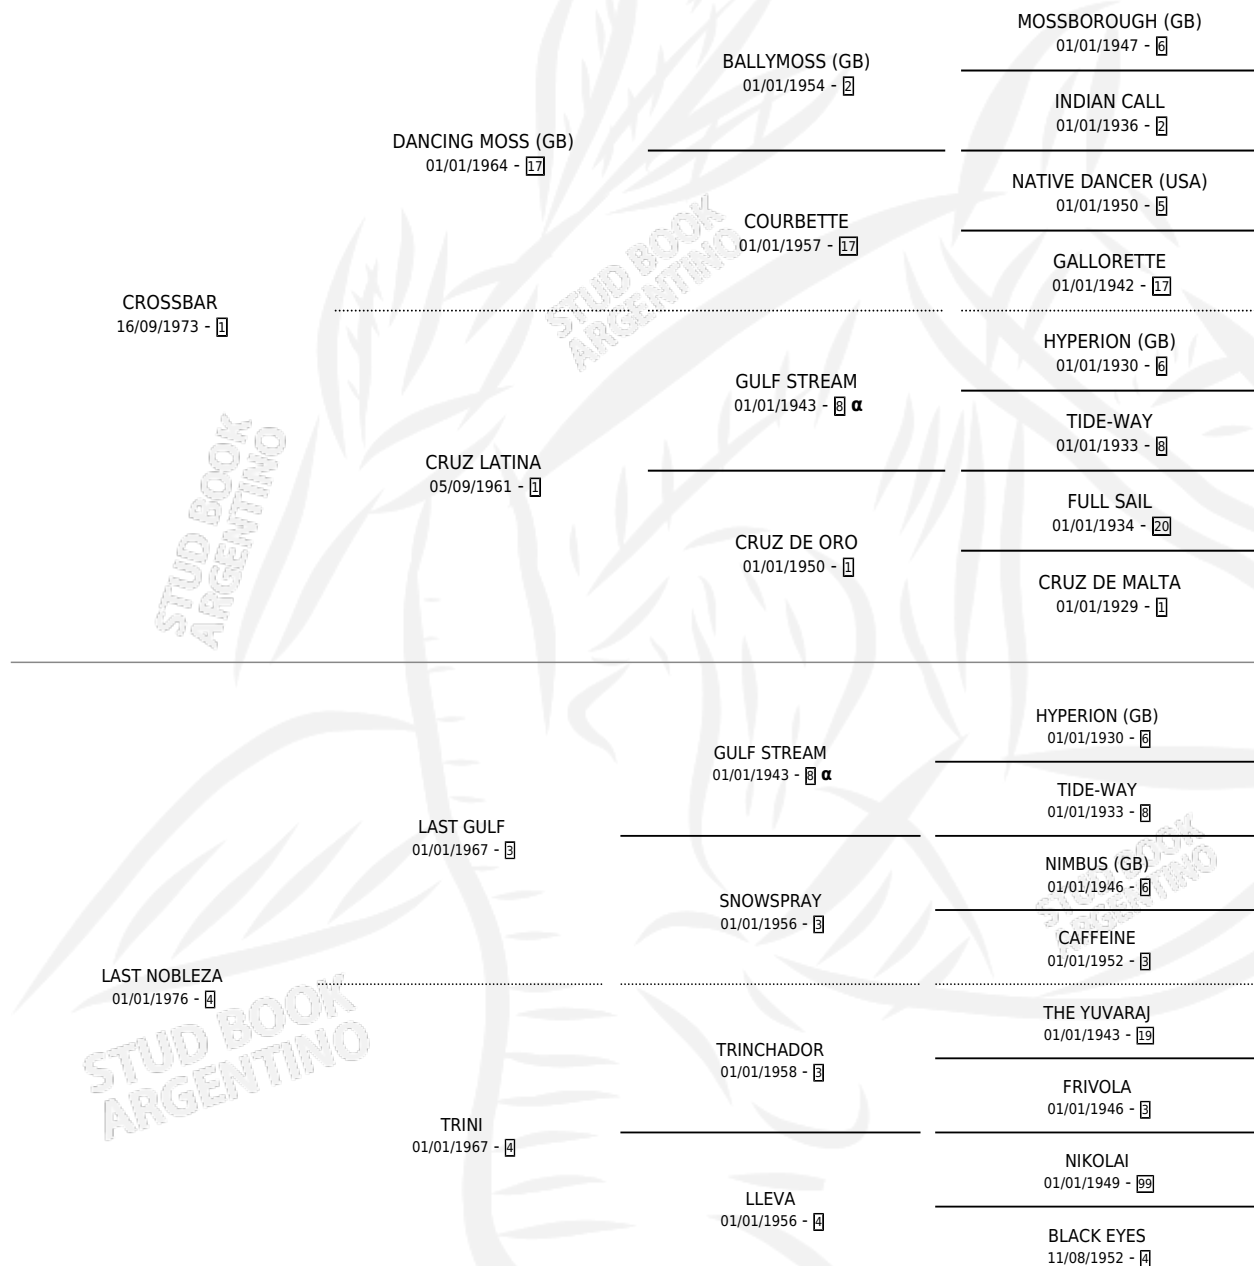 MOSSBOROUGH (GB)
01/01/1947 - 6
BALLYMOSS (GB)
01/01/1954 - 2
INDIAN CALL
01/01/1936 - 2
DANCING MOSS (GB)
01/01/1964 - 17
NATIVE DANCER (USA)
01/01/1950 - 5
COURBETTE
01/01/1957 - 17
GALLORETTE
01/01/1942 - 17
CROSSBAR
16/09/1973 - 1
HYPERION (GB)
01/01/1930 - 6
GULF STREAM
01/01/1943 - 8 α
TIDE-WAY
01/01/1933 - 8
CRUZ LATINA
05/09/1961 - 1
FULL SAIL
01/01/1934 - 20
CRUZ DE ORO
01/01/1950 - 1
CRUZ DE MALTA
01/01/1929 - 1
HYPERION (GB)
01/01/1930 - 6
GULF STREAM
01/01/1943 - 8 α
TIDE-WAY
01/01/1933 - 8
LAST GULF
01/01/1967 - 3
NIMBUS (GB)
01/01/1946 - 6
SNOWSPRAY
01/01/1956 - 3
CAFFEINE
01/01/1952 - 3
LAST NOBLEZA
01/01/1976 - 4
THE YUVARAJ
01/01/1943 - 19
TRINCHADOR
01/01/1958 - 3
FRIVOLA
01/01/1946 - 3
TRINI
01/01/1967 - 4
NIKOLAI
01/01/1949 - 99
LLEVA
01/01/1956 - 4
BLACK EYES
11/08/1952 - 4
STUD BOOK
ARGENTINO
STUD BOOK
ARGENTINO
STUD BOOK
ARGENTINO
STUD BOOK
ARGENTINO